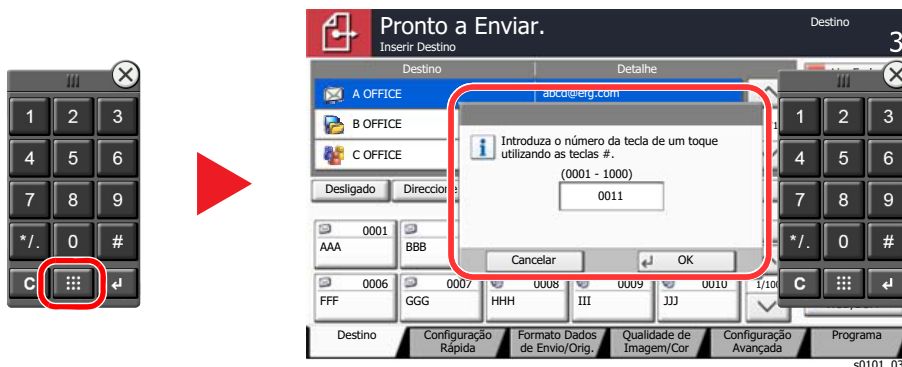 Pronto a Enviar.
Inserir Destino
Destino
3
Destino
Detalhe
A OFFICE
abcd@efg.com
B OFFICE
C OFFICE
Introduza o número da tecla de um toque
utilizando as teclas #.
(0001 - 1000)
0011
Cancelar
OK
Desligado
0001
AAA
BBB
0006
FFF
0007
GGG
0008
HHH
0009
III
0010
JJJ
Destino
Configuração
Rápida
Formato Dados
de Envio/Orig.
Qualidade de
Imagem/Cor
Configuração
Avançada
Programa
1
2
3
4
5
6
7
8
9
*/.
0
#
C
1
2
3
4
5
6
7
8
9
*/.
0
#
C